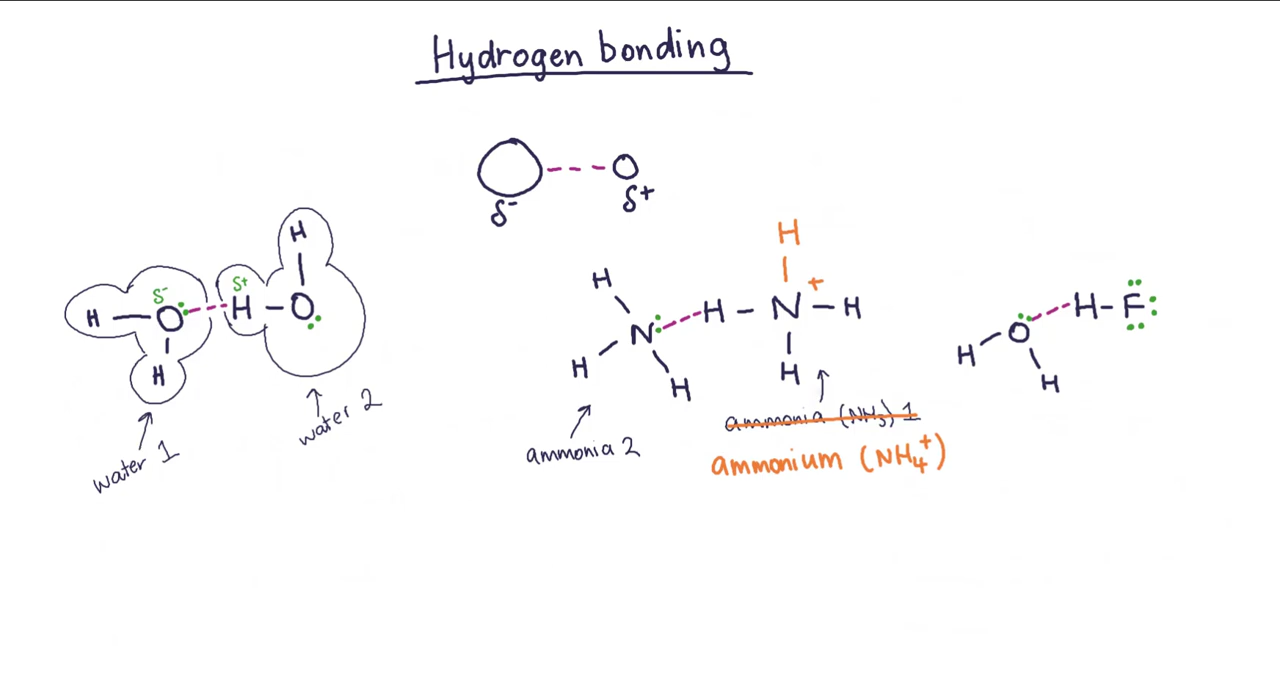 Hydrogen bonding
δ-
δ+
H
δ-
δ+
H — O : --- H — O :
H
water 1
water 2
H
H
+
N : --- H — N — H
H
H
H
ammonia 2
ammonia (NH3) 1
ammonium (NH4+)
O : --- H — F :
H
H